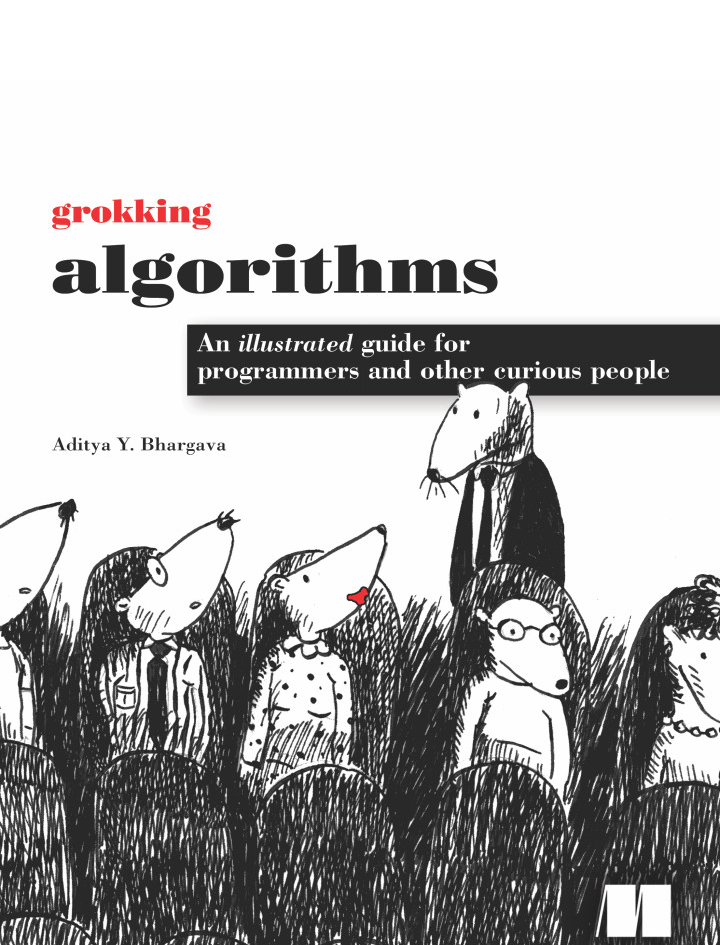 grokking
algorithms
An illustrated guide for
programmers and other curious people
Aditya Y. Bhargava